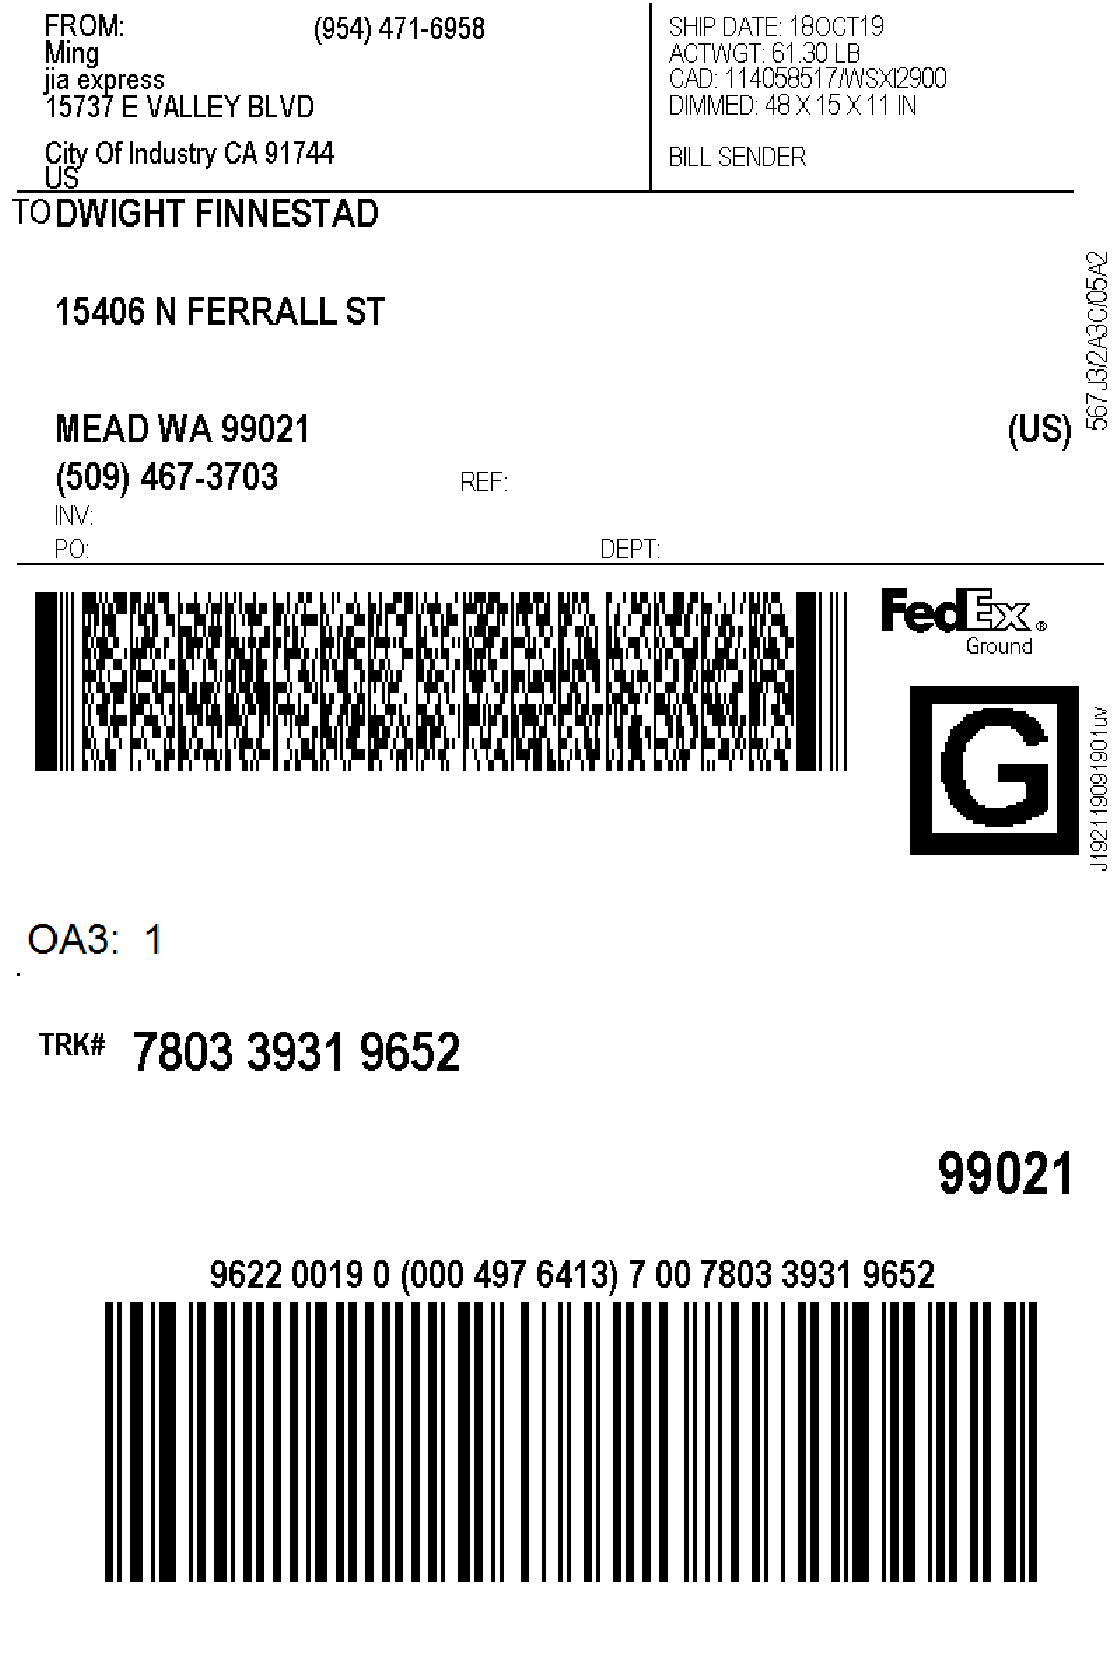 FROM: (954) 471-6958
Ming
jia express
15737 E VALLEY BLVD
City Of Industry CA 91744
US
SHIP DATE: 18OCT19
ACTWGT: 61.30 LB
CAD: 114058517/WSXI2900
DIMMED: 48 X 15 X 11 IN
BILL SENDER
TO DWIGHT FINNESTAD
15406 N FERRALL ST
MEAD WA 99021 (US)
(509) 467-3703 REF:
INV:
PO: DEPT:
567J3/2A3C/05A2
FedEx ®
Ground
G
J192119091901uv
OA3: 1
TRK# 7803 3931 9652
99021
9622 0019 0 (000 497 6413) 7 00 7803 3931 9652